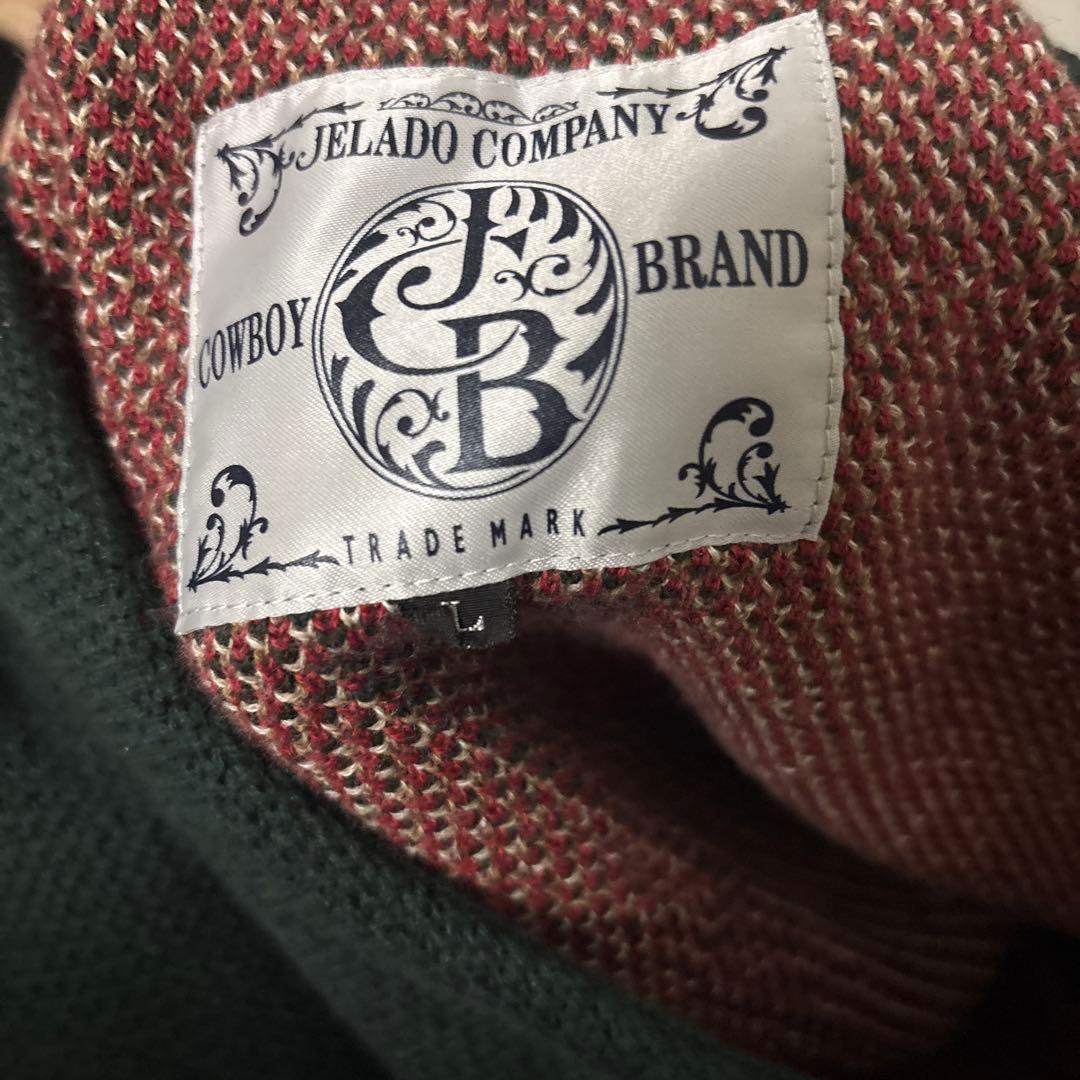 JELADO COMPANY
COWBOY BRAND
JCB
TRADE MARK
L